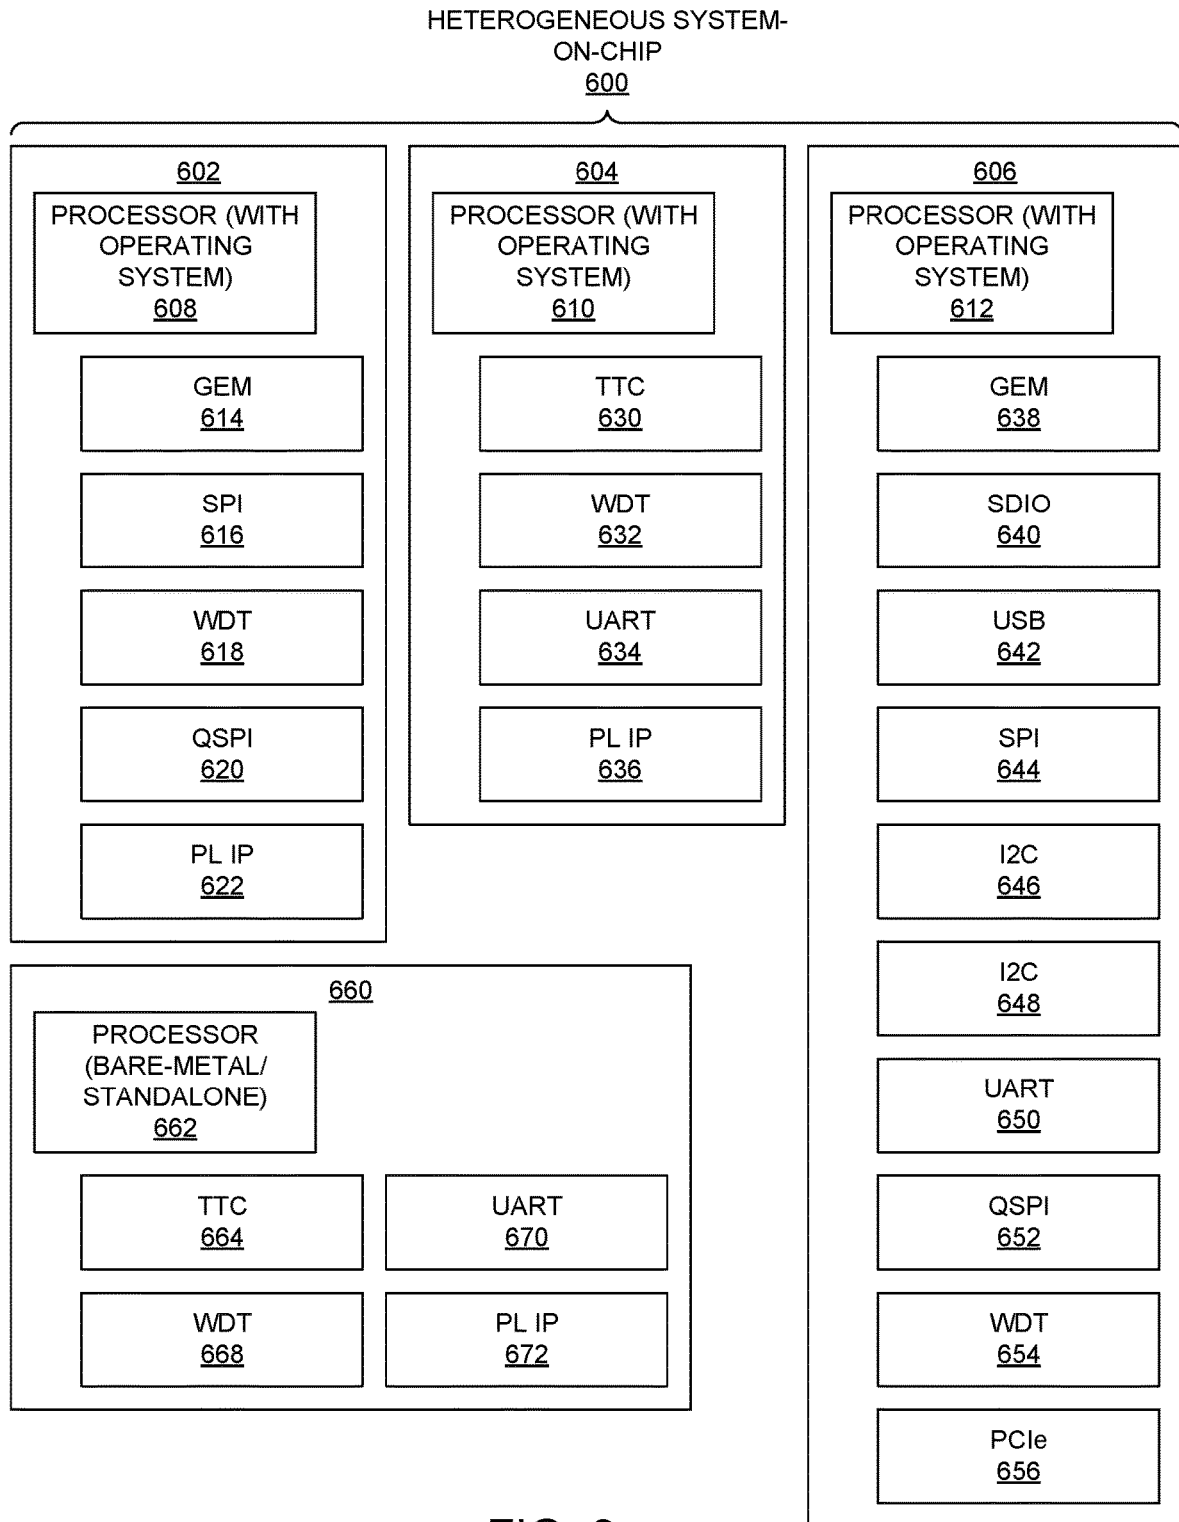 HETEROGENEOUS SYSTEM-
ON-CHIP
600
602
PROCESSOR (WITH
OPERATING
SYSTEM)
608
GEM
614
SPI
616
WDT
618
QSPI
620
PL IP
622
604
PROCESSOR (WITH
OPERATING
SYSTEM)
610
TTC
630
WDT
632
UART
634
PL IP
636
606
PROCESSOR (WITH
OPERATING
SYSTEM)
612
GEM
638
SDIO
640
USB
642
SPI
644
I2C
646
I2C
648
UART
650
QSPI
652
WDT
654
PCIe
656
660
PROCESSOR
(BARE-METAL/
STANDALONE)
662
TTC
664
UART
670
WDT
668
PL IP
672